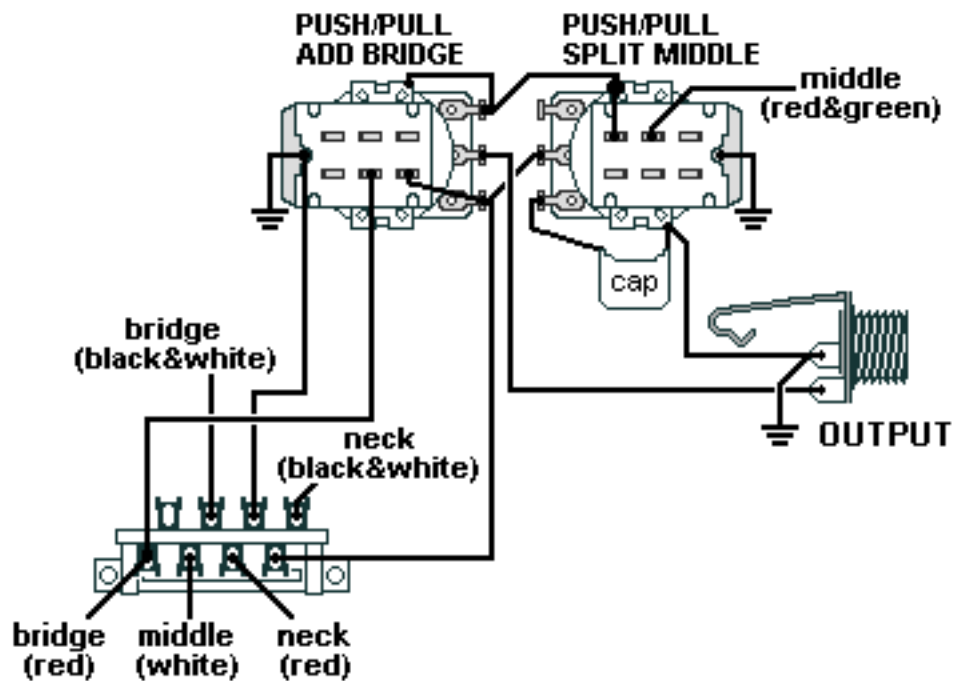 PUSH/PULL
ADD BRIDGE
PUSH/PULL
SPLIT MIDDLE
middle
(red&green)
cap
bridge
(black&white)
neck
(black&white)
OUTPUT
bridge
(red)
middle
(white)
neck
(red)